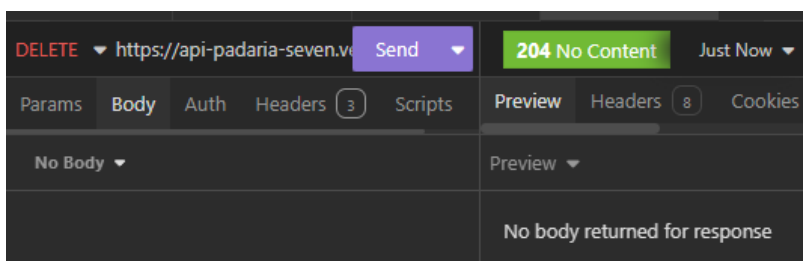 DELETE https://api-padaria-seven.ve Send 204 No Content Just Now
Params Body Auth Headers 3 Scripts Preview Headers 8 Cookies
No Body Preview
No body returned for response